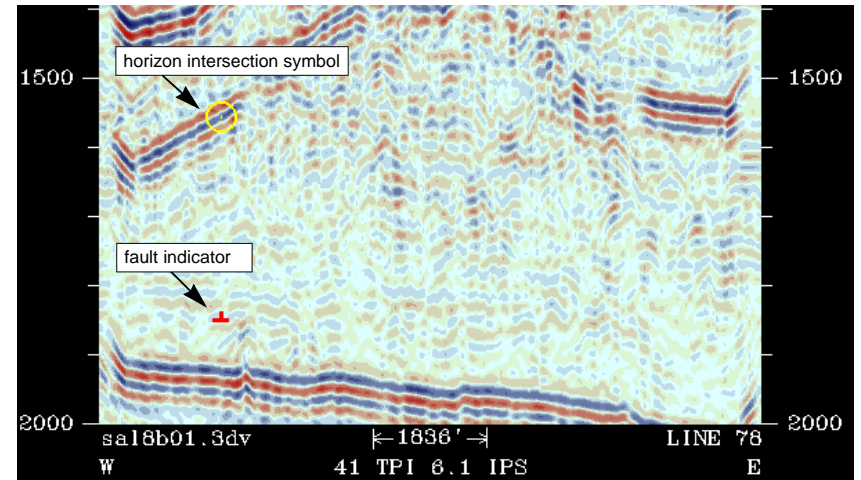 horizon intersection symbol
1500 1500
fault indicator
2000 2000
sal8b01.3dv 1836' LINE 78
W 41 TPI 6.1 IPS E